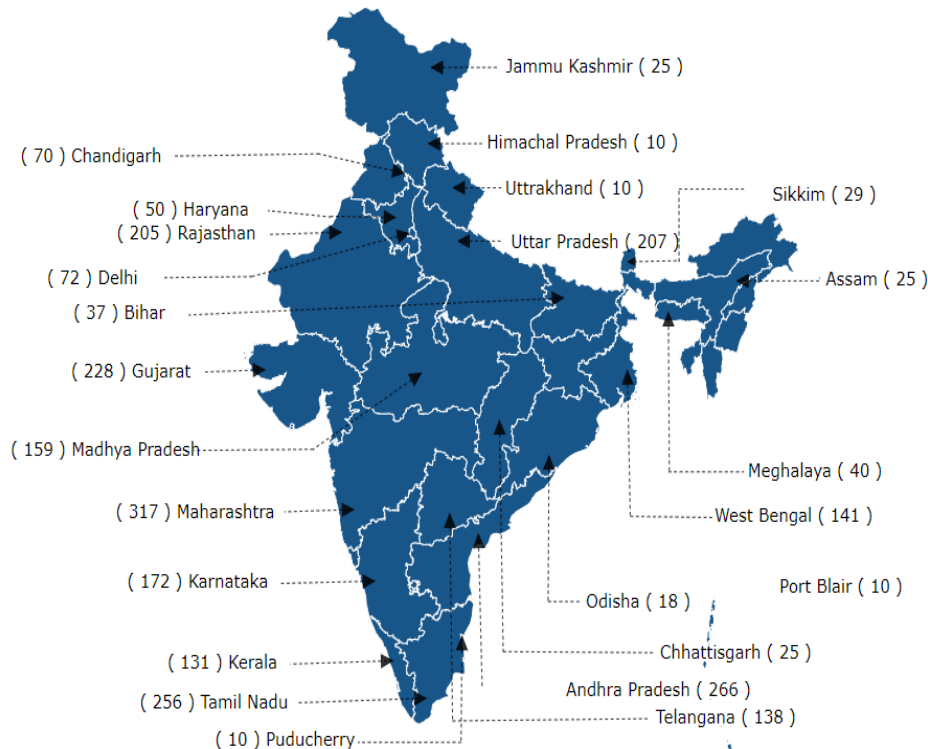 Jammu Kashmir ( 25 )
Himachal Pradesh ( 10 )
( 70 ) Chandigarh
Uttrakhand ( 10 )
Sikkim ( 29 )
( 50 ) Haryana
( 205 ) Rajasthan
Uttar Pradesh ( 207 )
( 72 ) Delhi
Assam ( 25 )
( 37 ) Bihar
( 228 ) Gujarat
( 159 ) Madhya Pradesh
Meghalaya ( 40 )
( 317 ) Maharashtra
West Bengal ( 141 )
( 172 ) Karnataka
Port Blair ( 10 )
Odisha ( 18 )
Chhattisgarh ( 25 )
( 131 ) Kerala
Andhra Pradesh ( 266 )
( 256 ) Tamil Nadu
Telangana ( 138 )
( 10 ) Puducherry